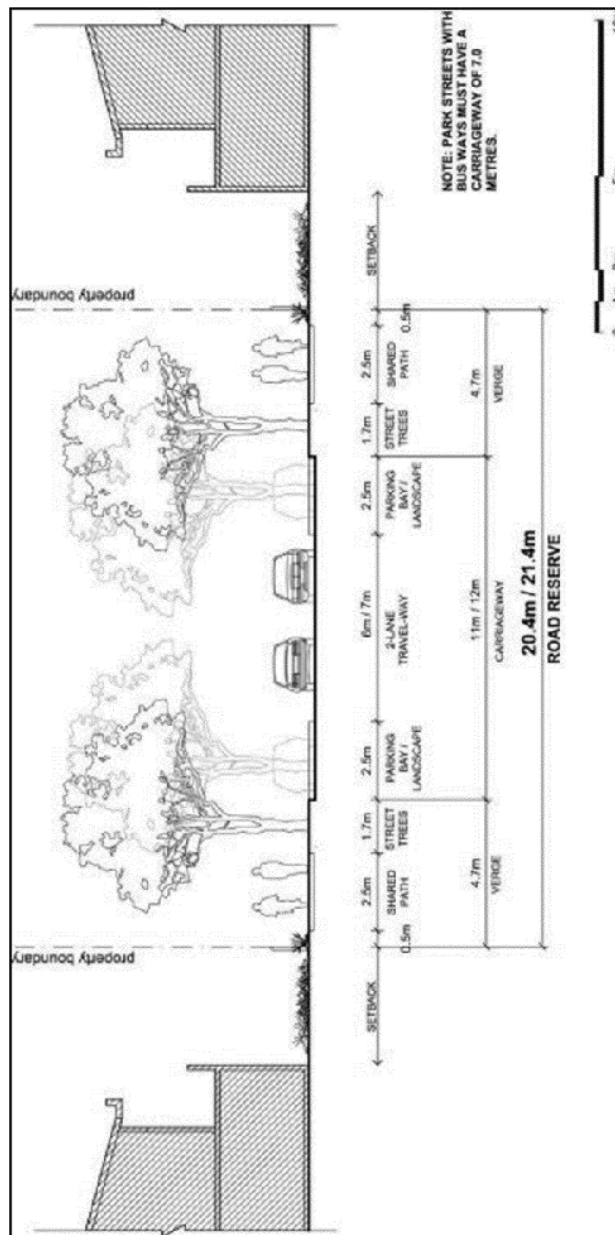 property boundary
property boundary
SETBACK
0.5m
2.5m
SHARED
PATH
1.7m
STREET
TREES
2.5m
PARKING
BAY /
LANDSCAPE
6m / 7m
2-LANE
TRAVEL-WAY
2.5m
PARKING
BAY /
LANDSCAPE
1.7m
STREET
TREES
2.5m
SHARED
PATH
0.5m
SETBACK
4.7m
VERGE
11m / 12m
CARRIAGEWAY
4.7m
VERGE
20.4m / 21.4m
ROAD RESERVE
NOTE: PARK STREETS WITH
BUS WAYS MUST HAVE A
CARRIAGEWAY OF 7.0
METRES.